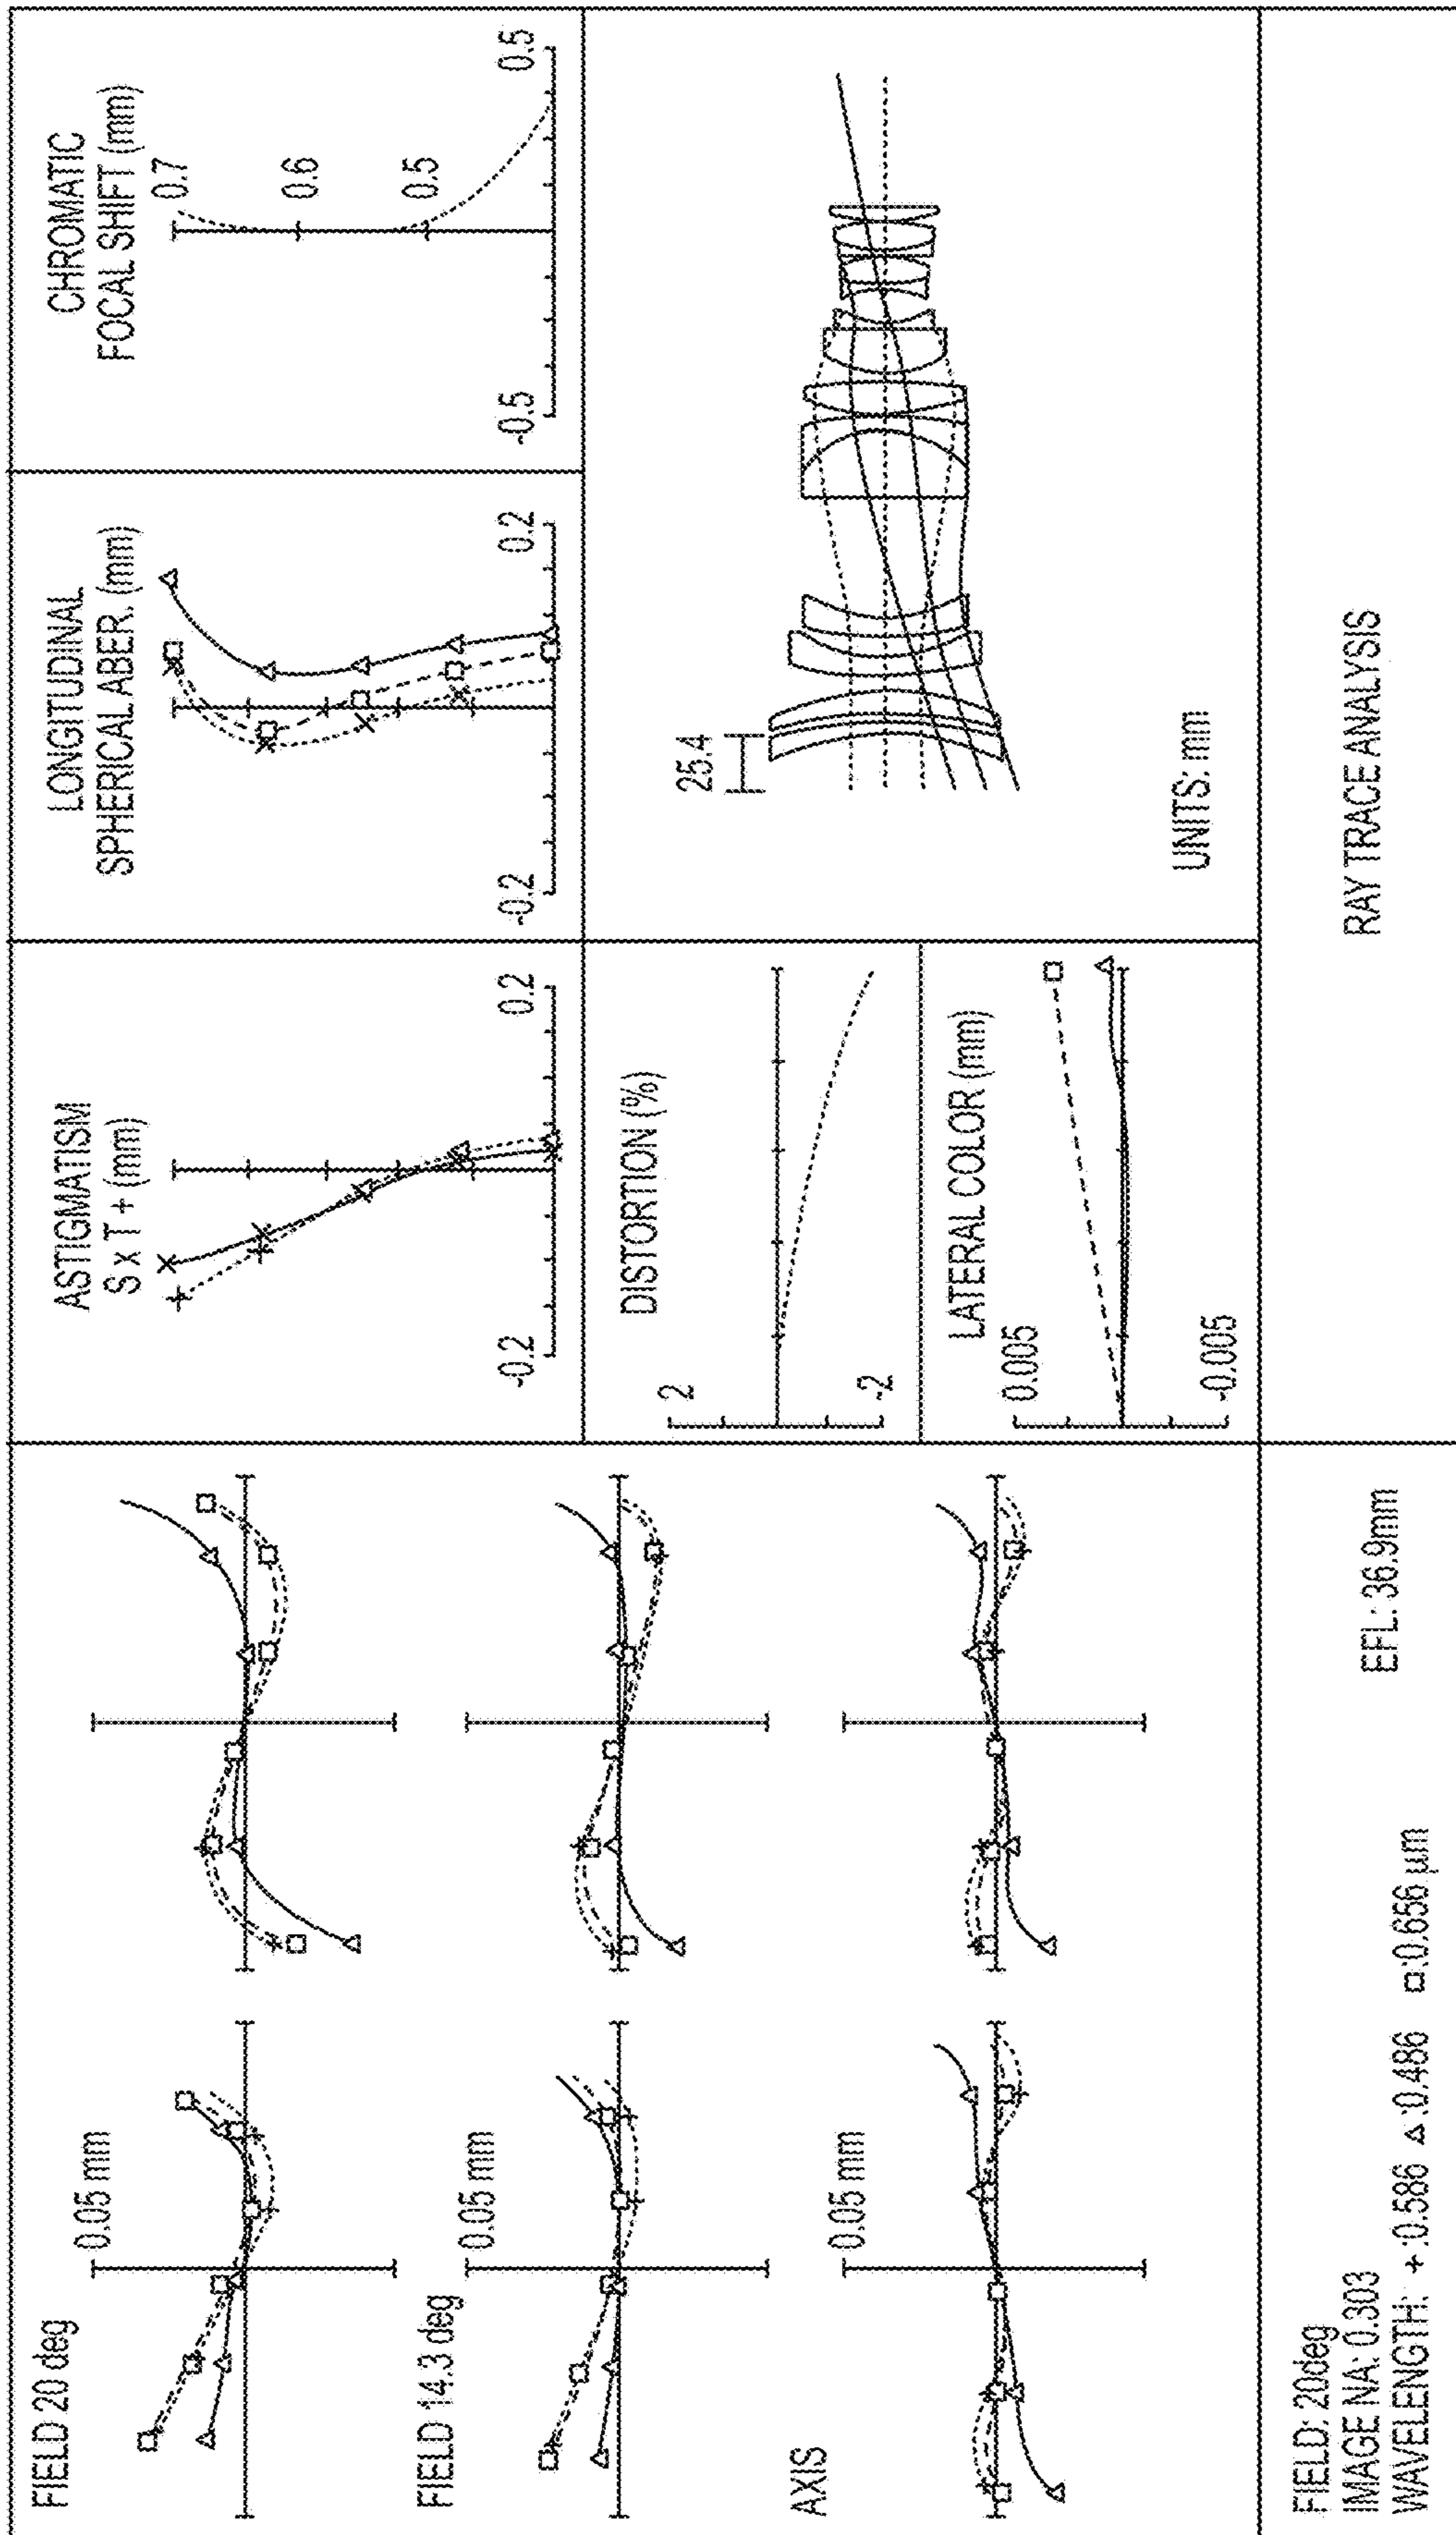 FIELD 20 deg
0.05 mm
FIELD 14.3 deg
0.05 mm
AXIS
0.05 mm
ASTIGMATISM
S x T + (mm)
-0.2
0.2
LONGITUDINAL
SPHERICAL ABER. (mm)
-0.2
0.2
CHROMATIC
FOCAL SHIFT (mm)
0.7
0.6
0.5
-0.5
0.5
DISTORTION (%)
2
-2
LATERAL COLOR (mm)
0.005
-0.005
25.4
UNITS: mm
FIELD: 20deg
IMAGE NA: 0.303
WAVELENGTH: + :0.586 △ :0.486 □ :0.656 µm
EFL: 36.9mm
RAY TRACE ANALYSIS